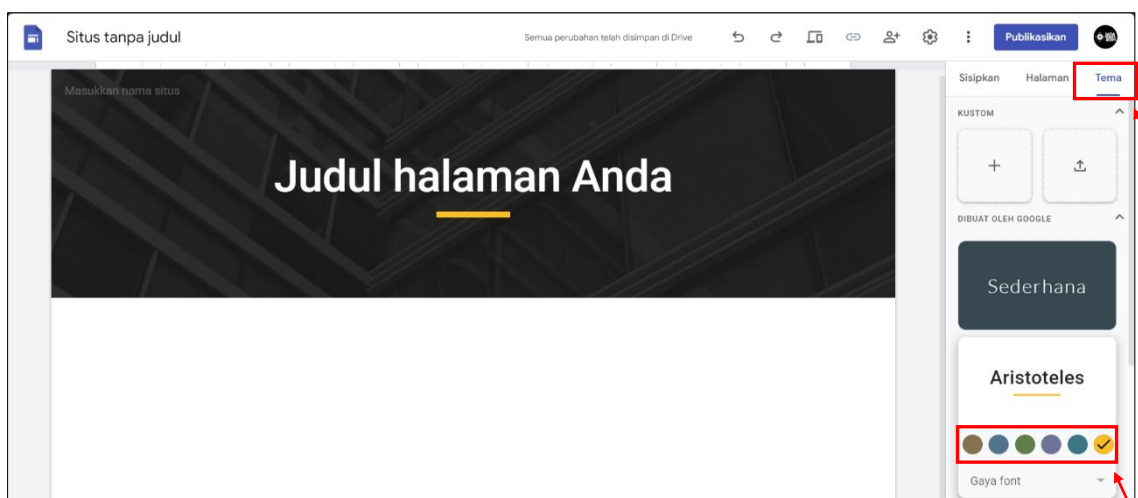 Situs tanpa judul
Semua perubahan telah disimpan di Drive
Publikasikan
Masukkan nama situs
Judul halaman Anda
Sisipkan Halaman Tema
KUSTOM
DIBUAT OLEH GOOGLE
Sederhana
Aristoteles
Gaya font